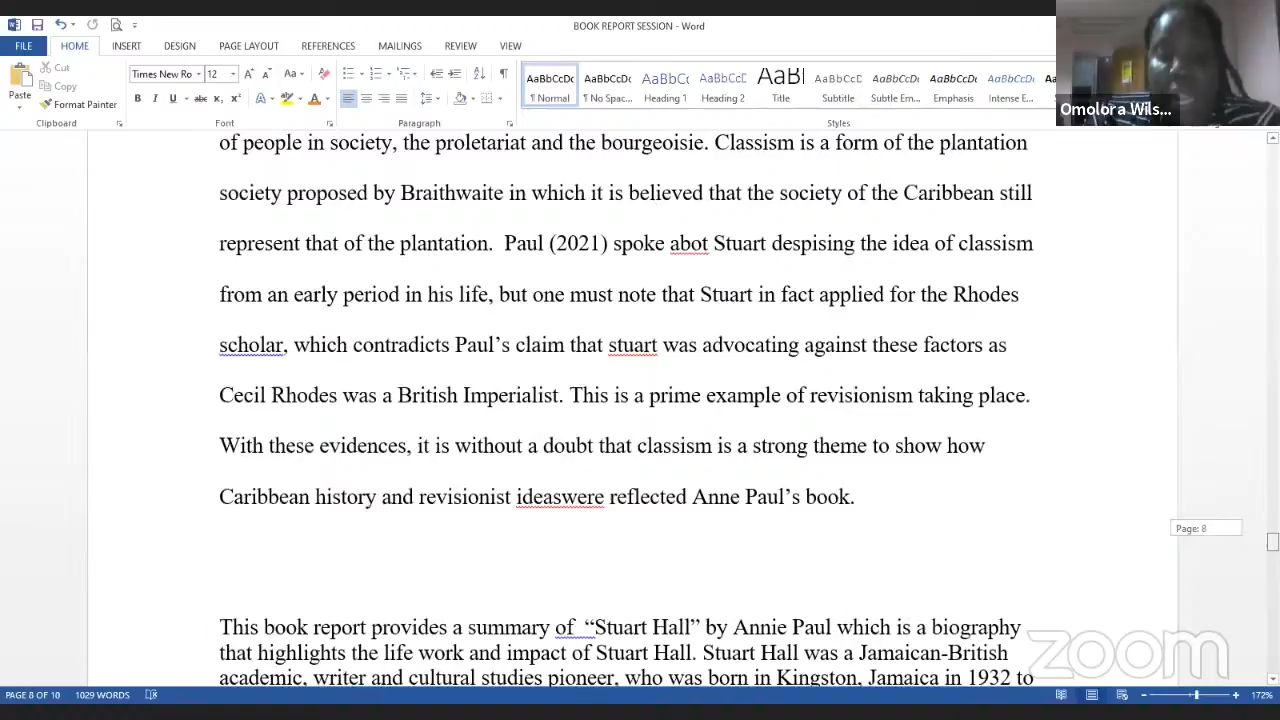 BOOK REPORT SESSION - Word
FILE HOME INSERT DESIGN PAGE LAYOUT REFERENCES MAILINGS REVIEW VIEW
Cut
Copy
Format Painter
Paste
Clipboard
Times New Ro 12
Font
Paragraph
AaBbCcDc AaBbCcDc AaBbCc AaBbCcD AaBl AaBbCcD AaBbCcDc AaBbCcDc AaBbCcDc
¶ Normal ¶ No Spac... Heading 1 Heading 2 Title Subtitle Subtle Em... Emphasis Intense E...
Styles
Omolora Wils...
of people in society, the proletariat and the bourgeoisie. Classism is a form of the plantation
society proposed by Braithwaite in which it is believed that the society of the Caribbean still
represent that of the plantation.  Paul (2021) spoke abot Stuart despising the idea of classism
from an early period in his life, but one must note that Stuart in fact applied for the Rhodes
scholar, which contradicts Paul’s claim that stuart was advocating against these factors as
Cecil Rhodes was a British Imperialist. This is a prime example of revisionism taking place.
With these evidences, it is without a doubt that classism is a strong theme to show how
Caribbean history and revisionist ideaswere reflected Anne Paul’s book.
Page: 8
This book report provides a summary of  “Stuart Hall” by Annie Paul which is a biography
that highlights the life work and impact of Stuart Hall. Stuart Hall was a Jamaican-British
academic, writer and cultural studies pioneer, who was born in Kingston, Jamaica in 1932 to
zoom
PAGE 8 OF 10 1029 WORDS 172%